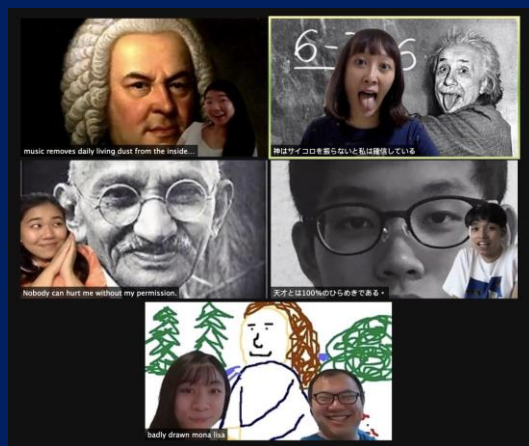 music removes daily living dust from the inside...
6
6
神はサイコロを振らないと私は確信している
Nobody can hurt me without my permission.
天才とは100%のひらめきである。
badly drawn mona lisa